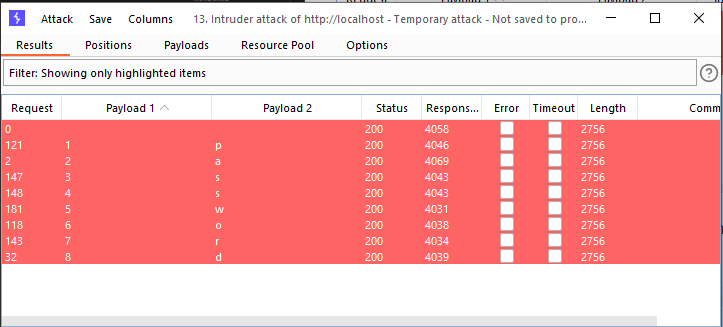 Attack Save Columns 13. Intruder attack of http://localhost - Temporary attack - Not saved to pro...
Results Positions Payloads Resource Pool Options
Filter: Showing only highlighted items
Request Payload 1 Payload 2 Status Respons... Error Timeout Length Comm
0 200 4058 2756
121 1 p 200 4046 2756
2 2 a 200 4069 2756
147 3 s 200 4043 2756
148 4 s 200 4043 2756
181 5 w 200 4031 2756
118 6 o 200 4038 2756
143 7 r 200 4034 2756
32 8 d 200 4039 2756